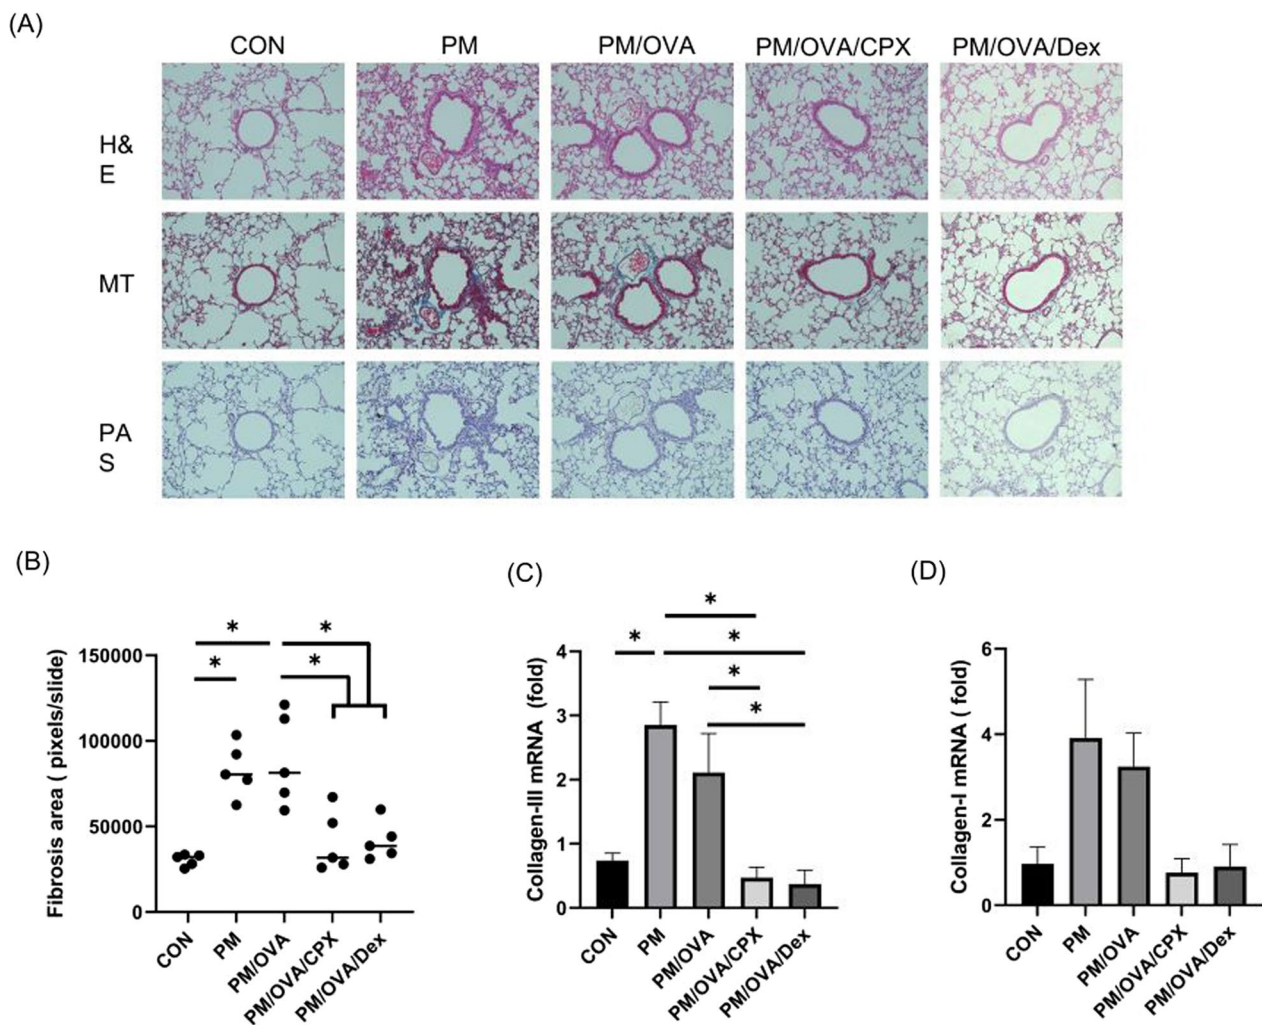 (A)
CON PM PM/OVA PM/OVA/CPX PM/OVA/Dex
H&
E
MT
PA
S
(B)
* *
* *
150000
100000
50000
0
Fibrosis area ( pixels/slide)
CON PM PM/OVA PM/OVA/CPX PM/OVA/Dex
(C)
*
* *
*
*
4
3
2
1
0
Collagen-III mRNA (fold)
CON PM PM/OVA PM/OVA/CPX PM/OVA/Dex
(D)
6
4
2
0
Collagen-I mRNA ( fold)
CON PM PM/OVA PM/OVA/CPX PM/OVA/Dex